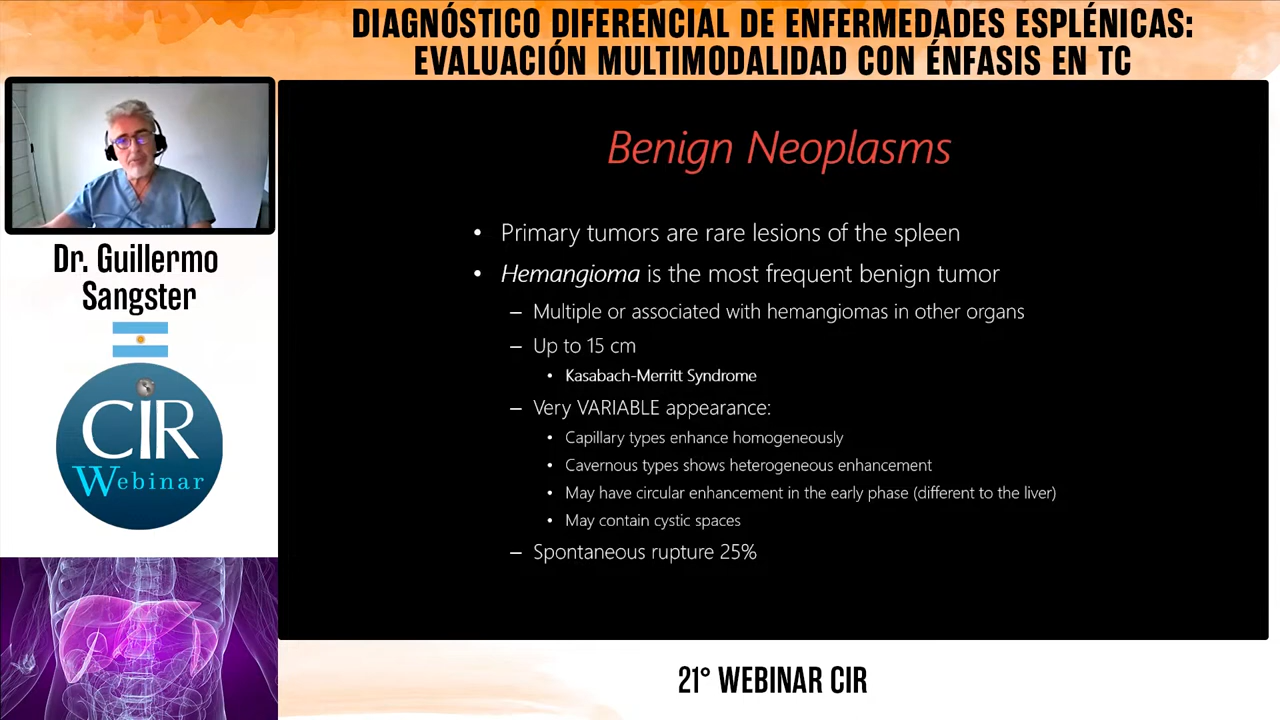 DIAGNÓSTICO DIFERENCIAL DE ENFERMEDADES ESPLÉNICAS:
EVALUACIÓN MULTIMODALIDAD CON ÉNFASIS EN TC
Dr. Guillermo
Sangster
CIR
Webinar
Benign Neoplasms
• Primary tumors are rare lesions of the spleen
• Hemangioma is the most frequent benign tumor
– Multiple or associated with hemangiomas in other organs
– Up to 15 cm
• Kasabach-Merritt Syndrome
– Very VARIABLE appearance:
• Capillary types enhance homogeneously
• Cavernous types shows heterogeneous enhancement
• May have circular enhancement in the early phase (different to the liver)
• May contain cystic spaces
– Spontaneous rupture 25%
21° WEBINAR CIR